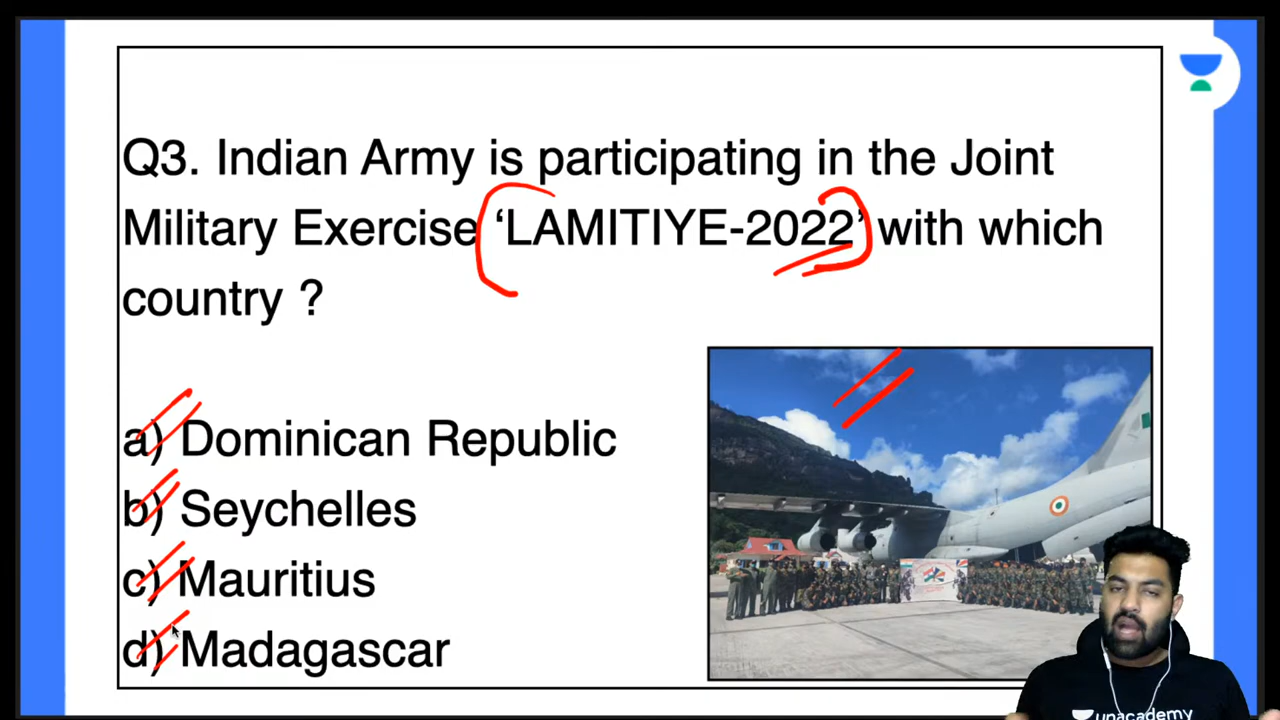 Q3. Indian Army is participating in the Joint
Military Exercise ‘LAMITIYE-2022’ with which
country ?
a) Dominican Republic
b) Seychelles
c) Mauritius
d) Madagascar
unacademy